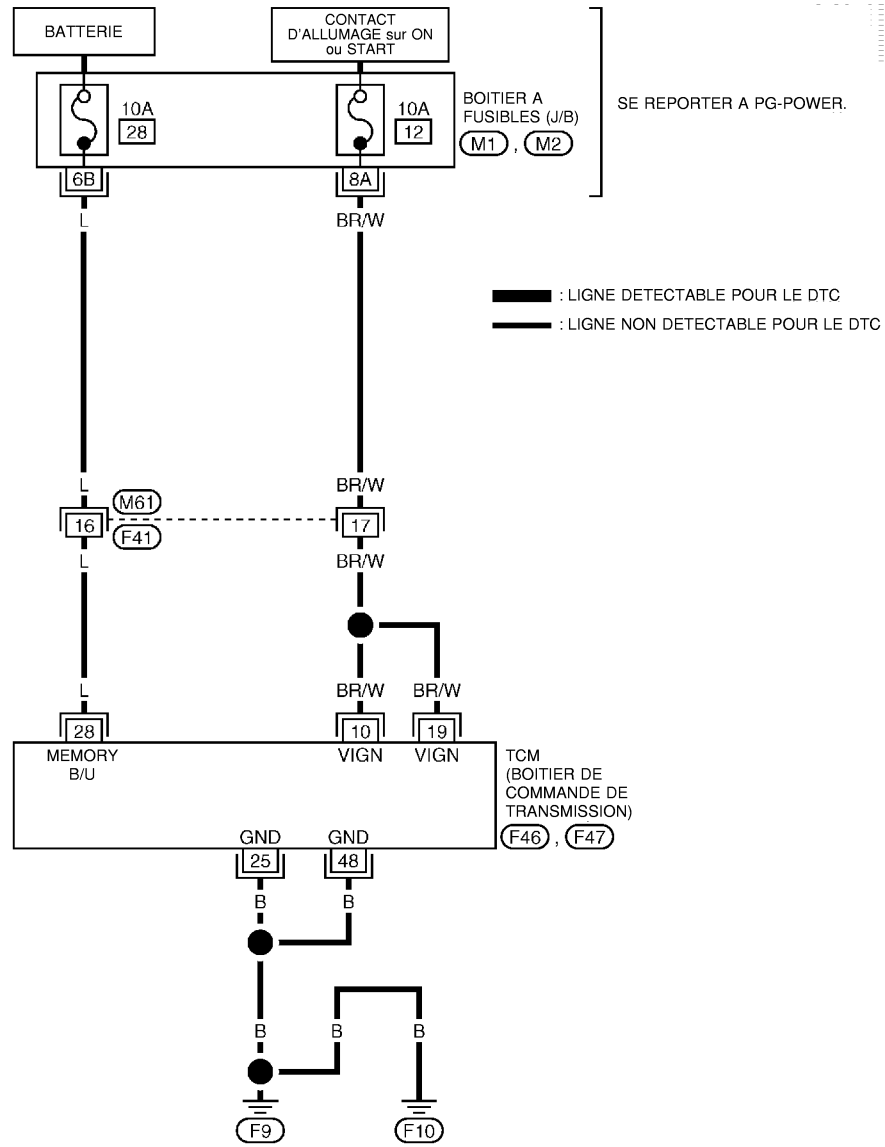 BATTERIE
CONTACT
D'ALLUMAGE sur ON
ou START
10A
28
10A
12
BOITIER A
FUSIBLES (J/B)
M1 , M2
SE REPORTER A PG-POWER.
6B
8A
L
BR/W
: LIGNE DETECTABLE POUR LE DTC
: LIGNE NON DETECTABLE POUR LE DTC
L
BR/W
16
M61
F41
17
L
BR/W
L
BR/W
BR/W
28
10
19
MEMORY
B/U
VIGN
VIGN
TCM
(BOITIER DE
COMMANDE DE
TRANSMISSION)
F46 , F47
GND
GND
25
48
B
B
B
B
B
F9
F10